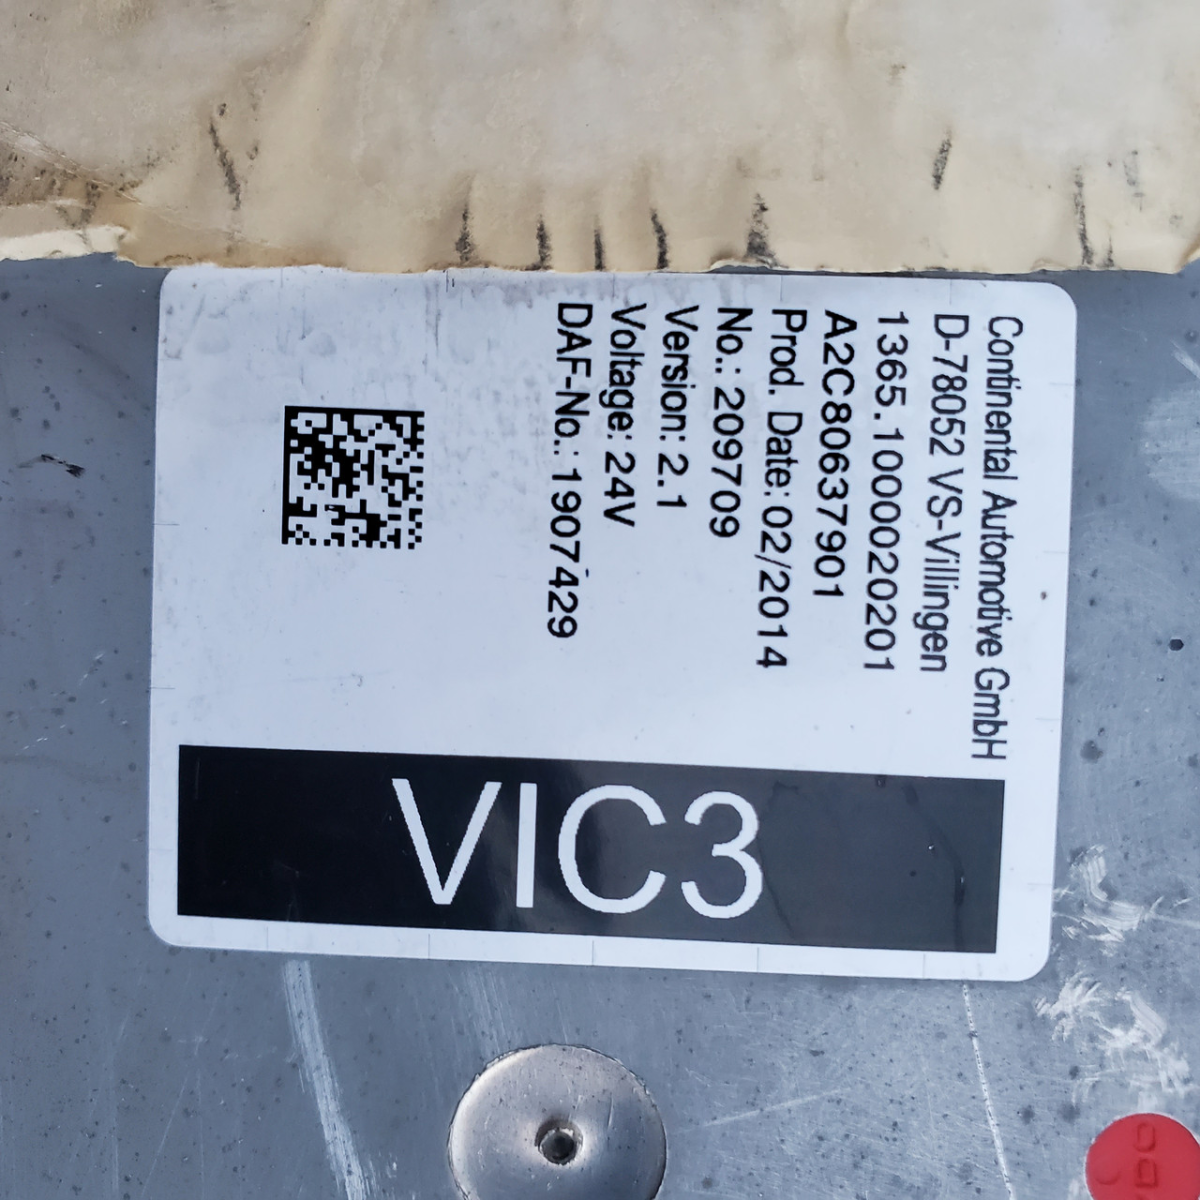 Continental Automotive GmbH
D-78052 VS-Villingen
1365.1000020201
A2C80637901
Prod. Date: 02/2014
No.: 209709
Version: 2.1
Voltage: 24V
DAF-No.: 1907429
VIC3